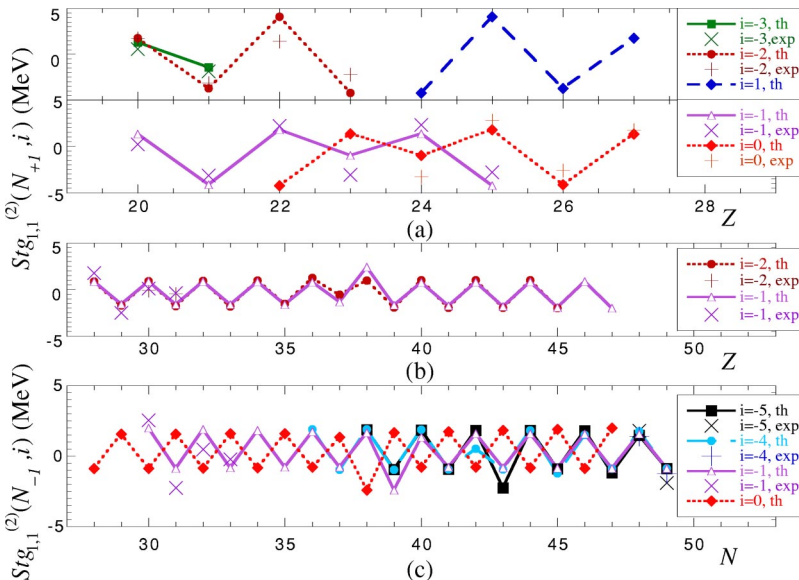 5
0
5
0
-5
20
22
24
26
28
Z
(a)
i=-3, th
i=-3,exp
i=-2, th
i=-2, exp
i=1, th
i=-1, th
i=-1, exp
i=0, th
i=0, exp
Stg1,1(2)(N+1, i) (MeV)
5
0
-5
30
35
40
45
50
Z
(b)
i=-2, th
i=-2, exp
i=-1, th
i=-1, exp
5
0
-5
30
35
40
45
50
N
(c)
i=-5, th
i=-5, exp
i=-4, th
i=-4, exp
i=-1, th
i=-1, exp
i=0, th
Stg1,1(2)(N-1, i) (MeV)